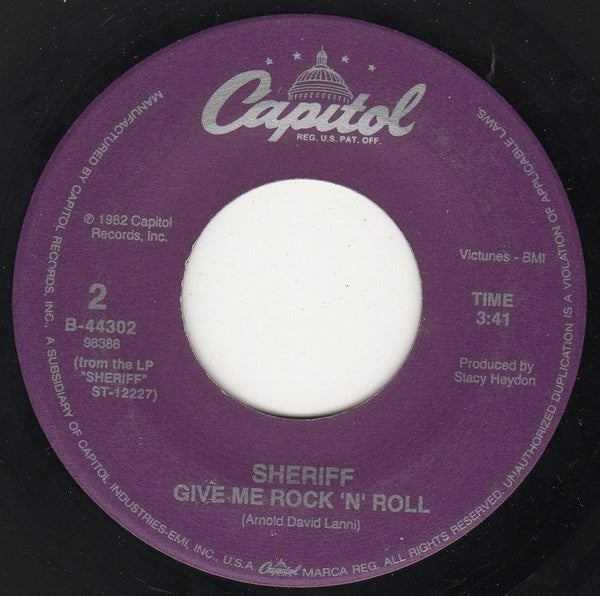 Capitol
REG. U.S. PAT. OFF.
℗ 1982 Capitol
Records, Inc.
2
B-44302
98388
(from the LP
"SHERIFF"
ST-12227)
Victunes - BMI
TIME
3:41
Produced by
Stacy Heydon
SHERIFF
GIVE ME ROCK 'N' ROLL
(Arnold David Lanni)
MANUFACTURED BY CAPITOL RECORDS, INC., A SUBSIDIARY OF CAPITOL INDUSTRIES-EMI, INC., U.S.A. Capitol MARCA REG. ALL RIGHTS RESERVED. UNAUTHORIZED DUPLICATION IS A VIOLATION OF APPLICABLE LAWS.